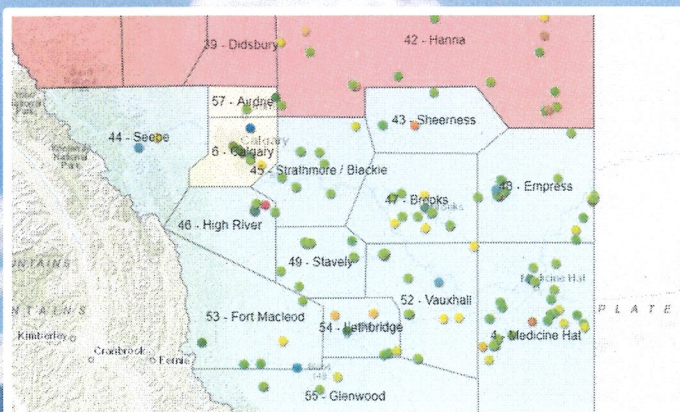 39 - Didsbury
42 - Hanna
57 - Airdrie
43 - Sheerness
44 - Seebe
Calgary
6 - Calgary
45 - Strathmore / Blackie
47 - Brooks
48 - Empress
46 - High River
49 - Stavely
Medicine Hat
52 - Vauxhall
53 - Fort Macleod
54 - Lethbridge
4 - Medicine Hat
PLATE
Kimberley
Cranbrook
Fernie
55 - Glenwood